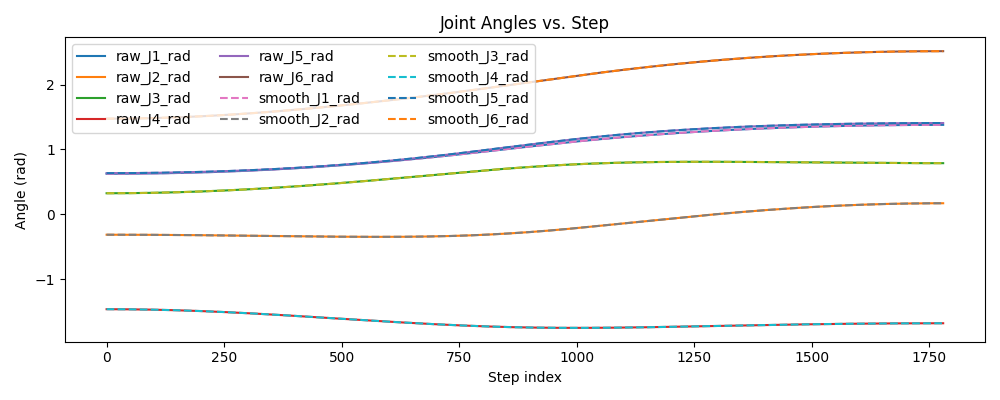 Joint Angles vs. Step
raw_J1_rad
raw_J2_rad
raw_J3_rad
raw_J4_rad
raw_J5_rad
raw_J6_rad
smooth_J1_rad
smooth_J2_rad
smooth_J3_rad
smooth_J4_rad
smooth_J5_rad
smooth_J6_rad
Angle (rad)
2
1
0
−1
0 250 500 750 1000 1250 1500 1750
Step index